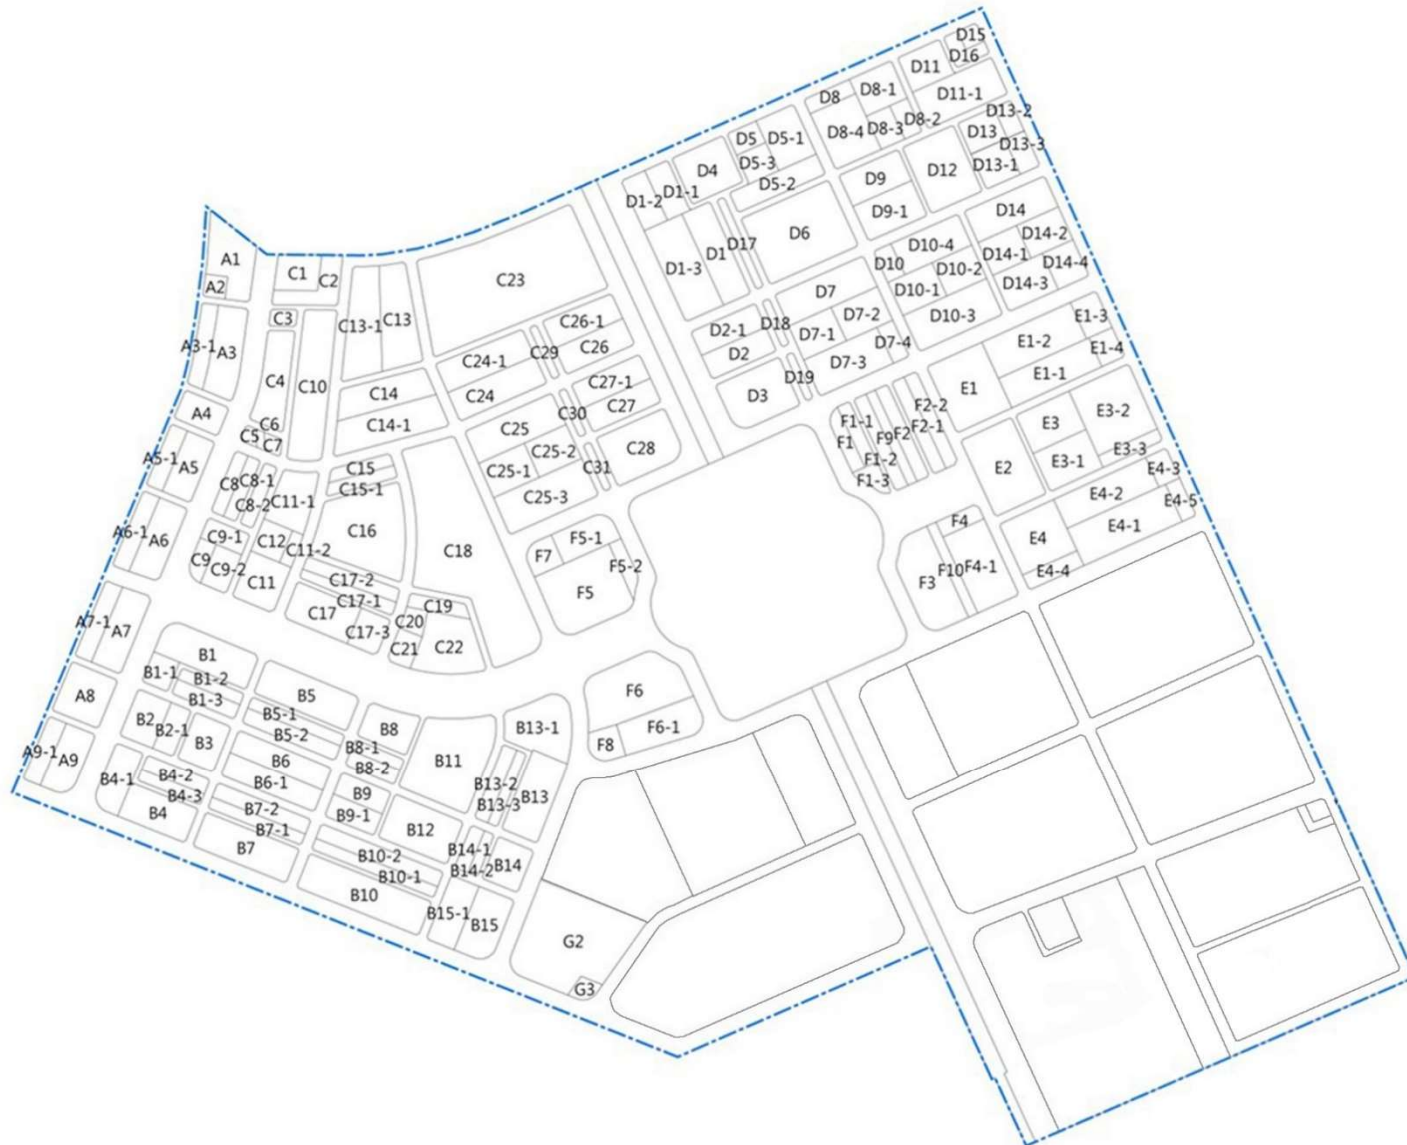 D15
D16
D11
D8-1
D8
D11-1
D13-2
D8-2
D8-3
D8-4
D13
D13-3
D13-1
D5
D5-1
D5-3
D5-2
D4
D12
D9
D9-1
D1-1
D1-2
D14
D14-2
D14-1
D14-4
D14-3
D6
D17
D1
D1-3
D10-4
D10
D10-2
D10-1
D10-3
D7
D7-2
D7-1
D7-4
D7-3
D18
D2-1
D2
D19
D3
A1
A2
C1
C2
C23
C3
C13-1
C13
C26-1
C26
C29
C24-1
C24
A3-1
A3
C4
C10
C14
C14-1
C27-1
C27
C30
C25
C28
E1-3
E1-2
E1-4
E1-1
E1
E3-2
E3
E3-3
E3-1
F2-2
F2-1
F1-1
F1
F9
F2
F1-2
F1-3
E2
E4-3
E4-2
E4-5
E4-1
E4
E4-4
A4
C6
C5
C7
C25-2
C25-1
C31
C25-3
A5-1
A5
C8
C8-1
C8-2
C11-1
C15
C15-1
C16
C18
A6-1
A6
C9-1
C12
C11-2
C9
C9-2
C11
C17-2
C17-1
C17
C17-3
C19
C20
C21
C22
F7
F5-1
F5-2
F5
F4
F10
F4-1
F3
A7-1
A7
B1
B1-1
B1-2
B1-3
B5
B5-1
B5-2
F6
F6-1
F8
A8
B2
B2-1
B3
B8
B8-1
B8-2
B11
B13-1
A9-1
A9
B4-1
B4-2
B4-3
B4
B6
B6-1
B9
B9-1
B13-2
B13-3
B13
B7-2
B7-1
B7
B12
B10-2
B10-1
B10
B14-1
B14-2
B14
B15-1
B15
G2
G3